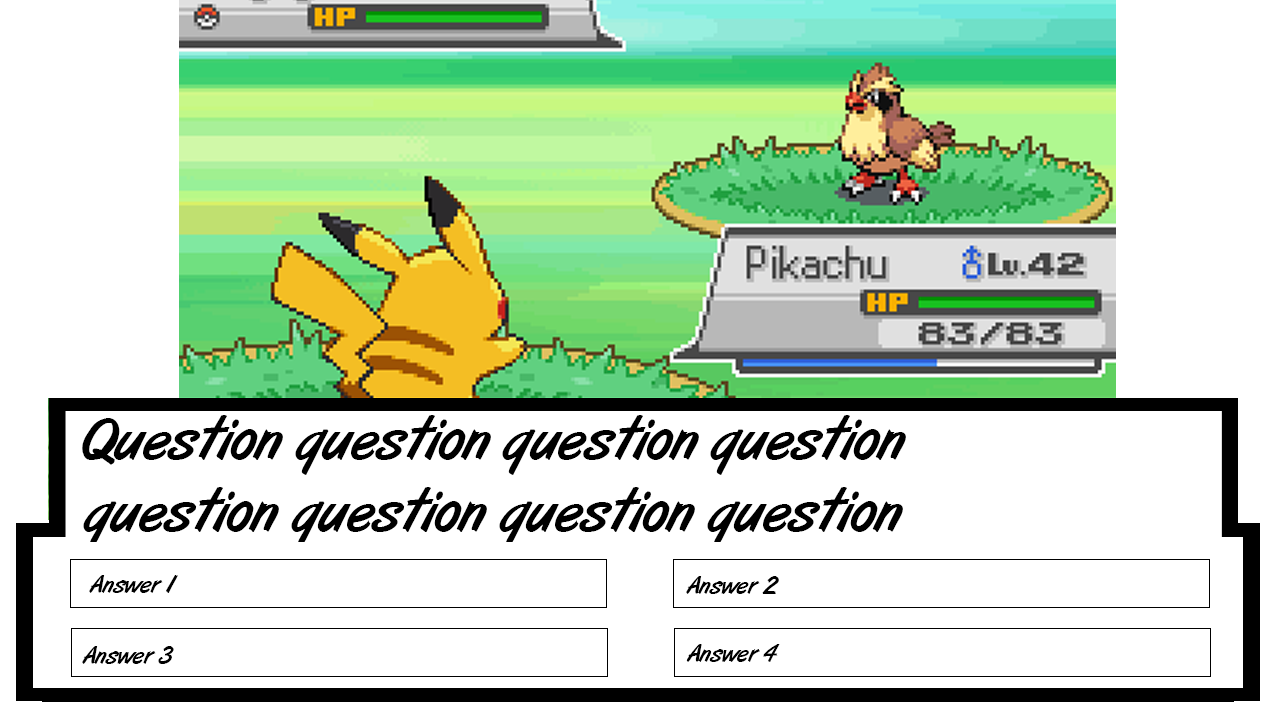 HP
Pikachu ♂Lv.42
HP
83/83
Question question question question
question question question question
Answer 1
Answer 2
Answer 3
Answer 4